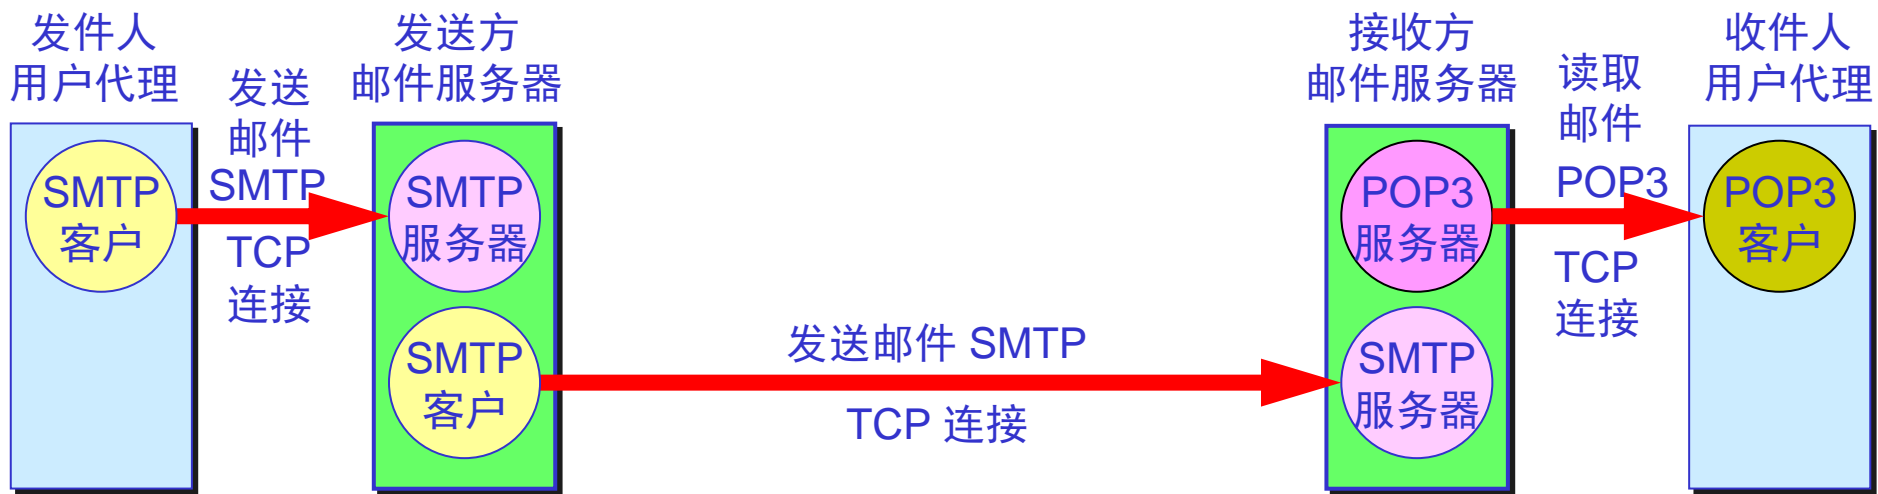 发件人
用户代理
发送
邮件
SMTP
TCP
连接
发送方
邮件服务器
SMTP
客户
SMTP
服务器
SMTP
客户
发送邮件 SMTP
TCP 连接
接收方
邮件服务器
POP3
服务器
SMTP
服务器
读取
邮件
POP3
TCP
连接
收件人
用户代理
POP3
客户